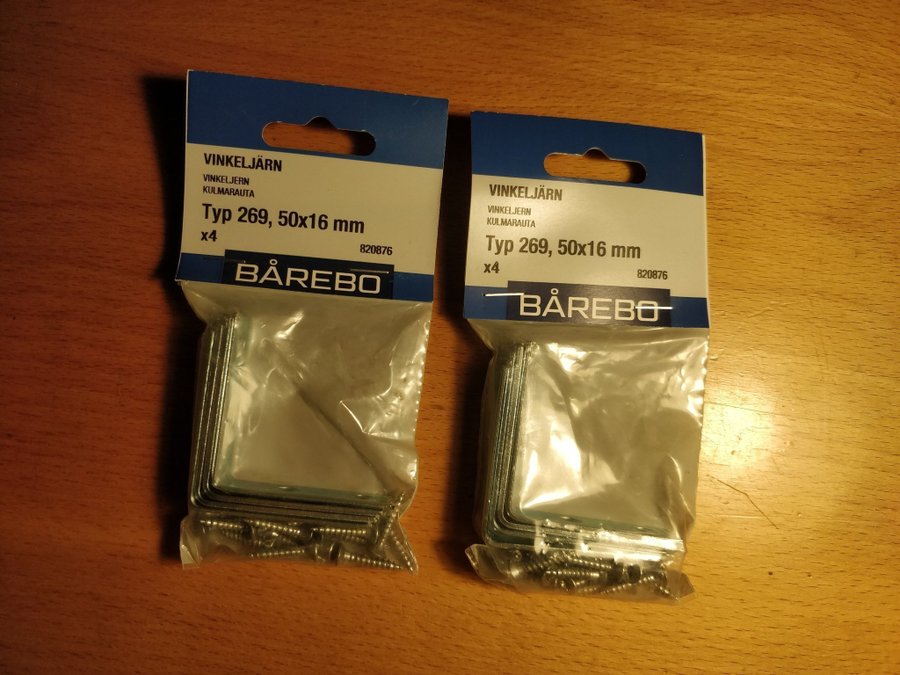 VINKELJÄRN
VINKELJERN
KULMARAUTA
Typ 269, 50x16 mm
x4
820876
BÅREBO
VINKELJÄRN
VINKELJERN
KULMARAUTA
Typ 269, 50x16 mm
x4
820876
BÅREBO